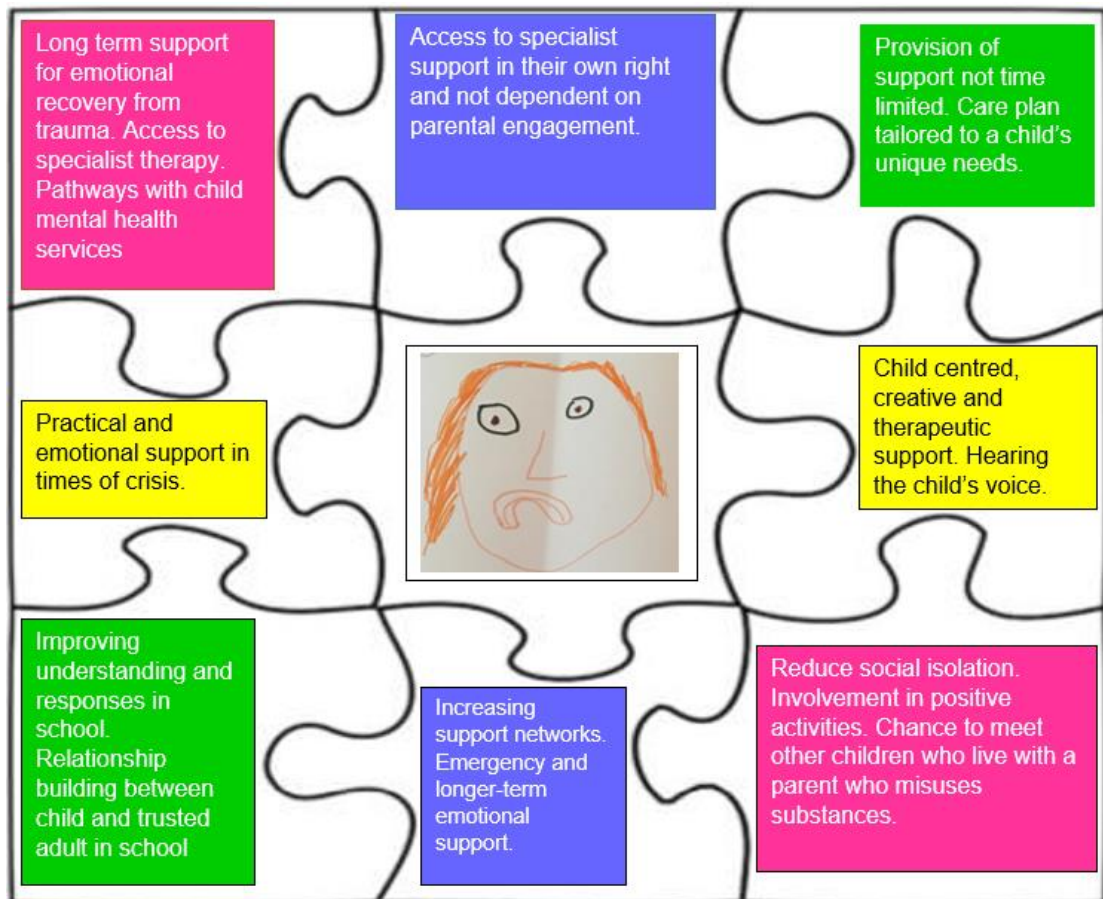 Long term support
for emotional
recovery from
trauma. Access to
specialist therapy.
Pathways with child
mental health
services
Access to specialist
support in their own right
and not dependent on
parental engagement.
Provision of
support not time
limited. Care plan
tailored to a child’s
unique needs.
Practical and
emotional support in
times of crisis.
Child centred,
creative and
therapeutic
support. Hearing
the child’s voice.
Improving
understanding and
responses in
school.
Relationship
building between
child and trusted
adult in school
Increasing
support networks.
Emergency and
longer-term
emotional
support.
Reduce social isolation.
Involvement in positive
activities. Chance to meet
other children who live with a
parent who misuses
substances.